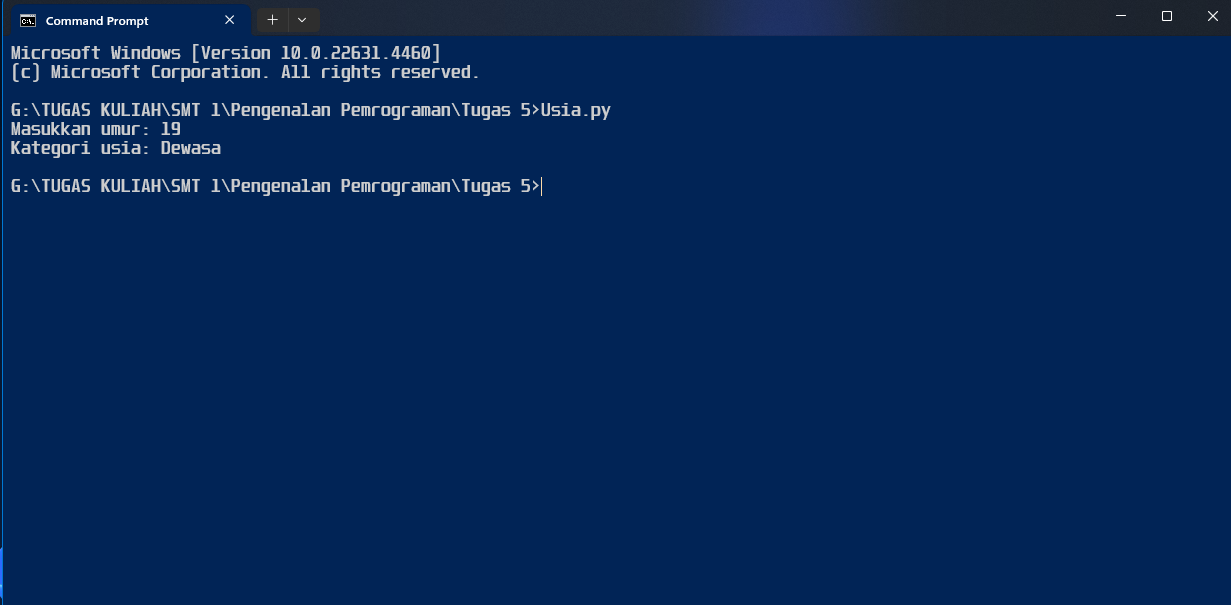 Command Prompt
Microsoft Windows [Version 10.0.22631.4460]
(c) Microsoft Corporation. All rights reserved.
G:\TUGAS KULIAH\SMT 1\Pengenalan Pemrograman\Tugas 5>Usia.py
Masukkan umur: 19
Kategori usia: Dewasa
G:\TUGAS KULIAH\SMT 1\Pengenalan Pemrograman\Tugas 5>